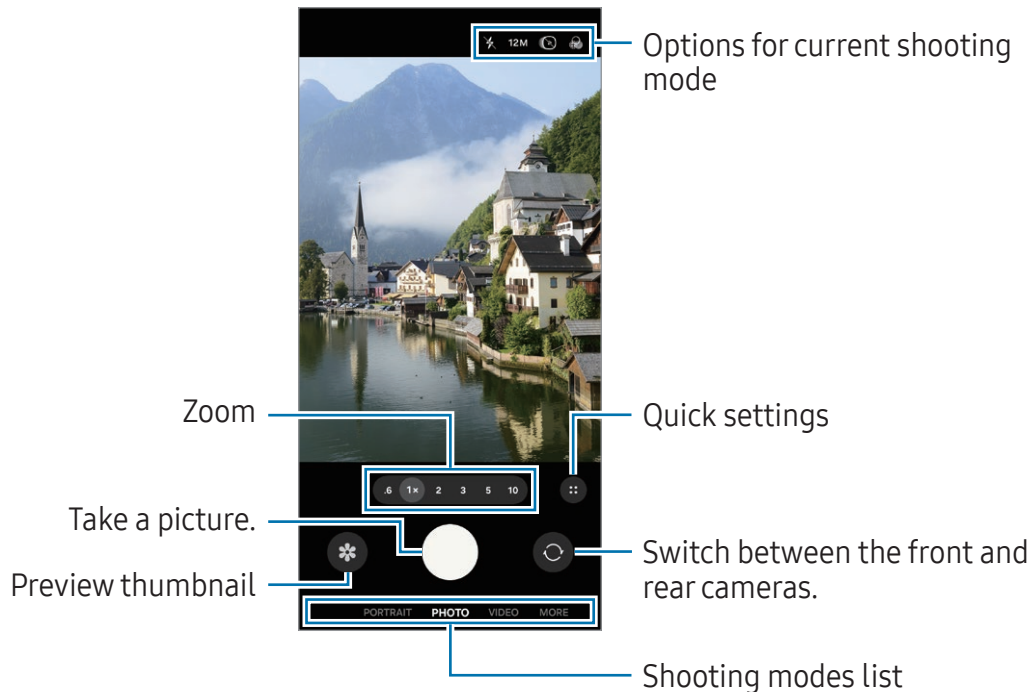 12M
Options for current shooting
mode
Zoom
Quick settings
.6 1× 2 3 5 10
Take a picture.
Switch between the front and
rear cameras.
Preview thumbnail
PORTRAIT PHOTO VIDEO MORE
Shooting modes list